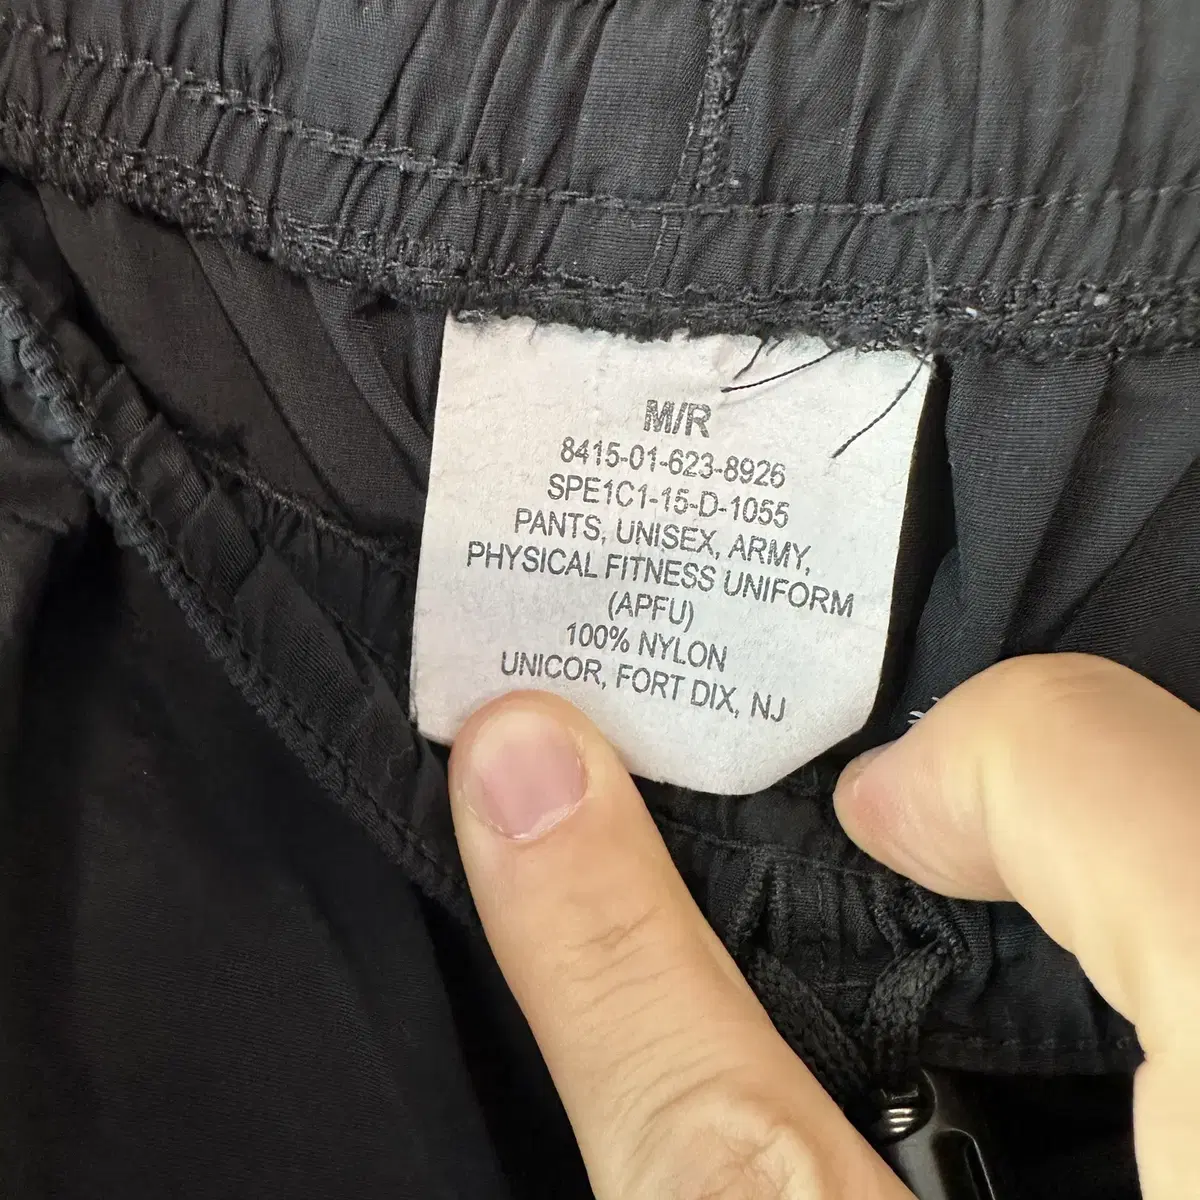 M/R
8415-01-623-8926
SPE1C1-15-D-1055
PANTS, UNISEX, ARMY,
PHYSICAL FITNESS UNIFORM
(APFU)
100% NYLON
UNICOR, FORT DIX, NJ